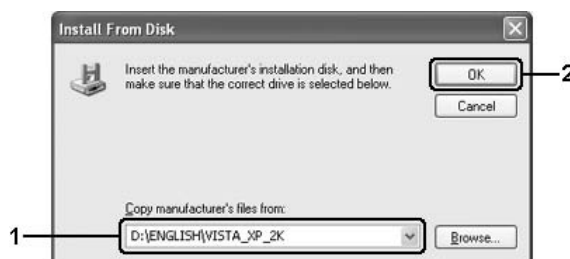 Install From Disk
Insert the manufacturer's installation disk, and then
make sure that the correct drive is selected below.
OK
2
Cancel
Copy manufacturer's files from:
1
D:\ENGLISH\VISTA_XP_2K
Browse...